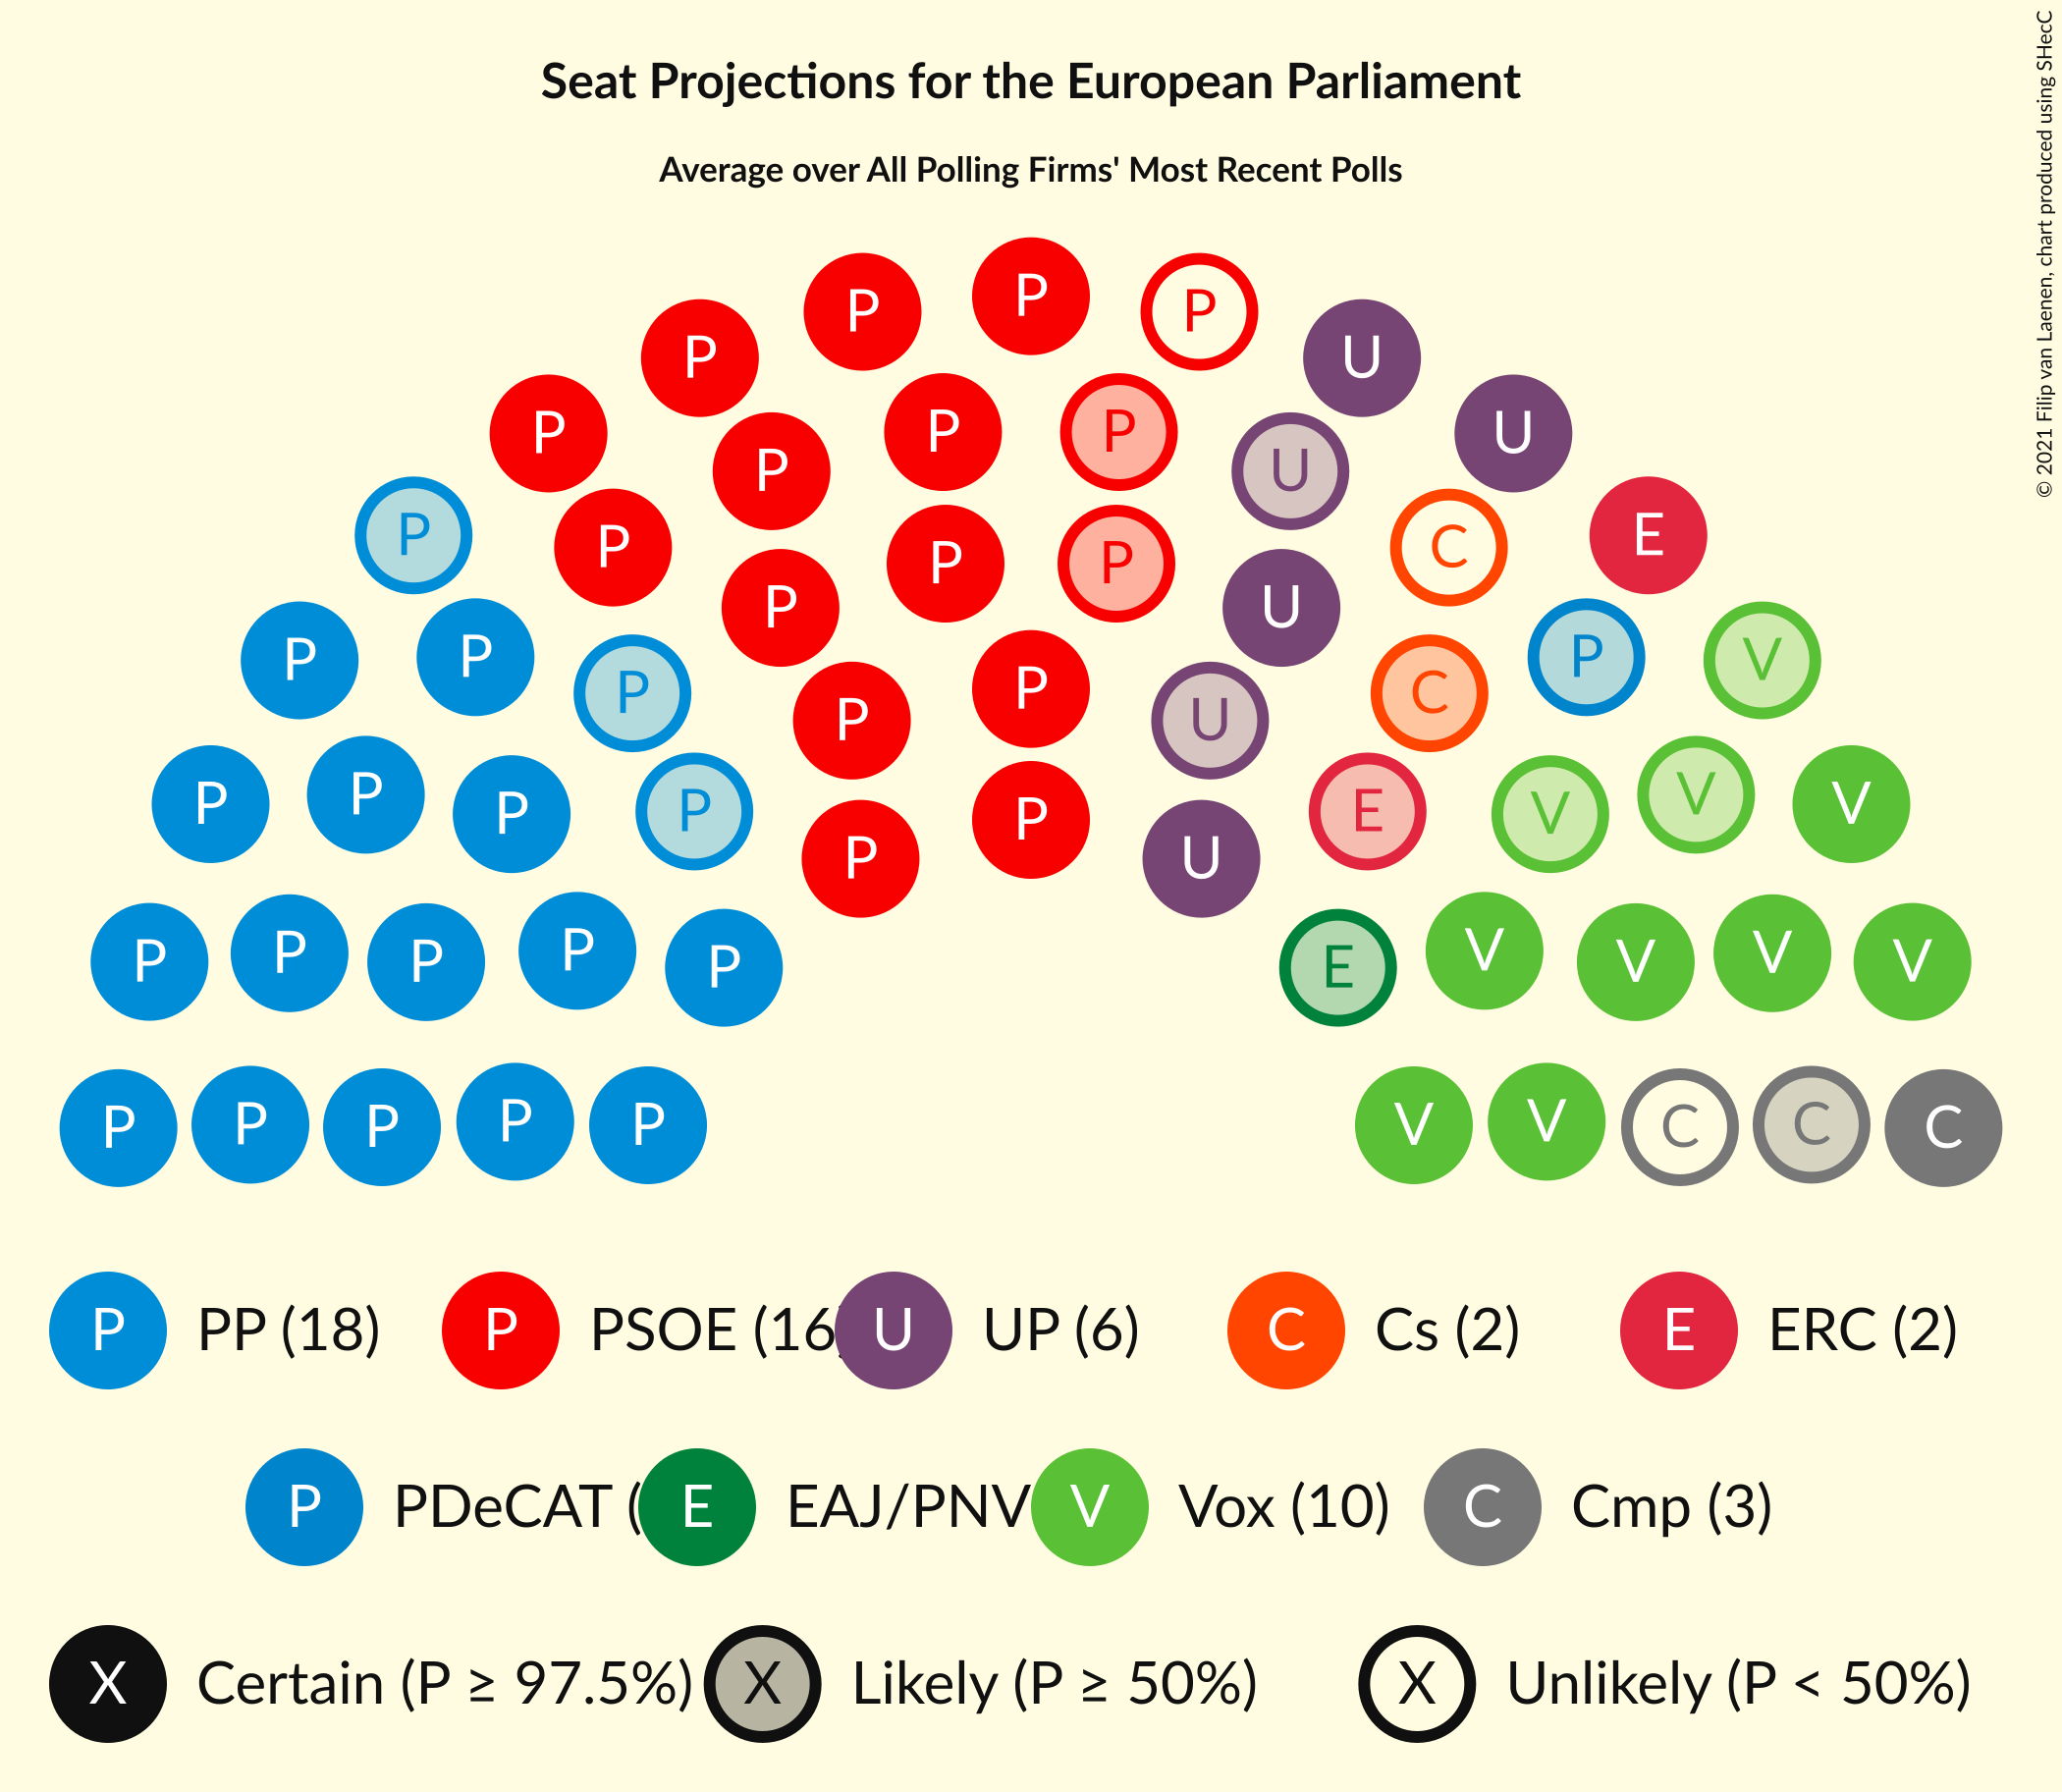 Seat Projections for the European Parliament
Average over All Polling Firms' Most Recent Polls
© 2021 Filip van Laenen, chart produced using SHecC
P
P P
P P
U
P P P
U
P U
P U
P E
P P C
P P U
P P
P V
P C
P U
P P V V V
P E
P P
P U
P P P P P E V V V V
P P P P P V V C C C
P PP (18) P PSOE (16 U UP (6) C Cs (2) E ERC (2)
P PDeCAT ( E EAJ/PNV V Vox (10) C Cmp (3)
X Certain (P ≥ 97.5%) X Likely (P ≥ 50%) X Unlikely (P < 50%)